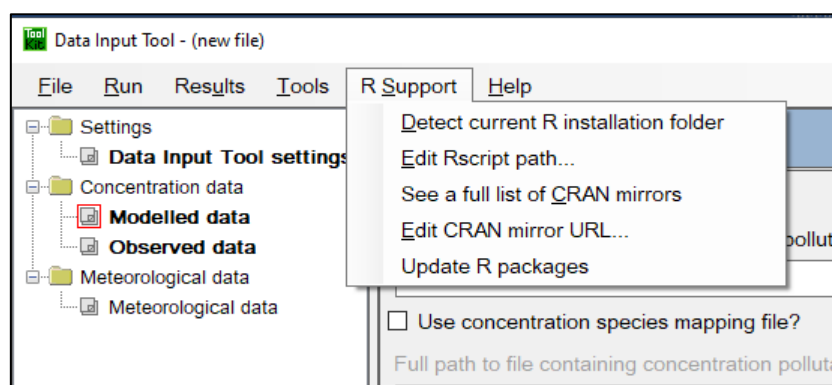 Tool Kit Data Input Tool - (new file)
File Run Results Tools R Support Help
Settings
Data Input Tool settings
Concentration data
Modelled data
Observed data
Meteorological data
Meteorological data
Detect current R installation folder
Edit Rscript path...
See a full list of CRAN mirrors
Edit CRAN mirror URL...
Update R packages
Use concentration species mapping file?
Full path to file containing concentration